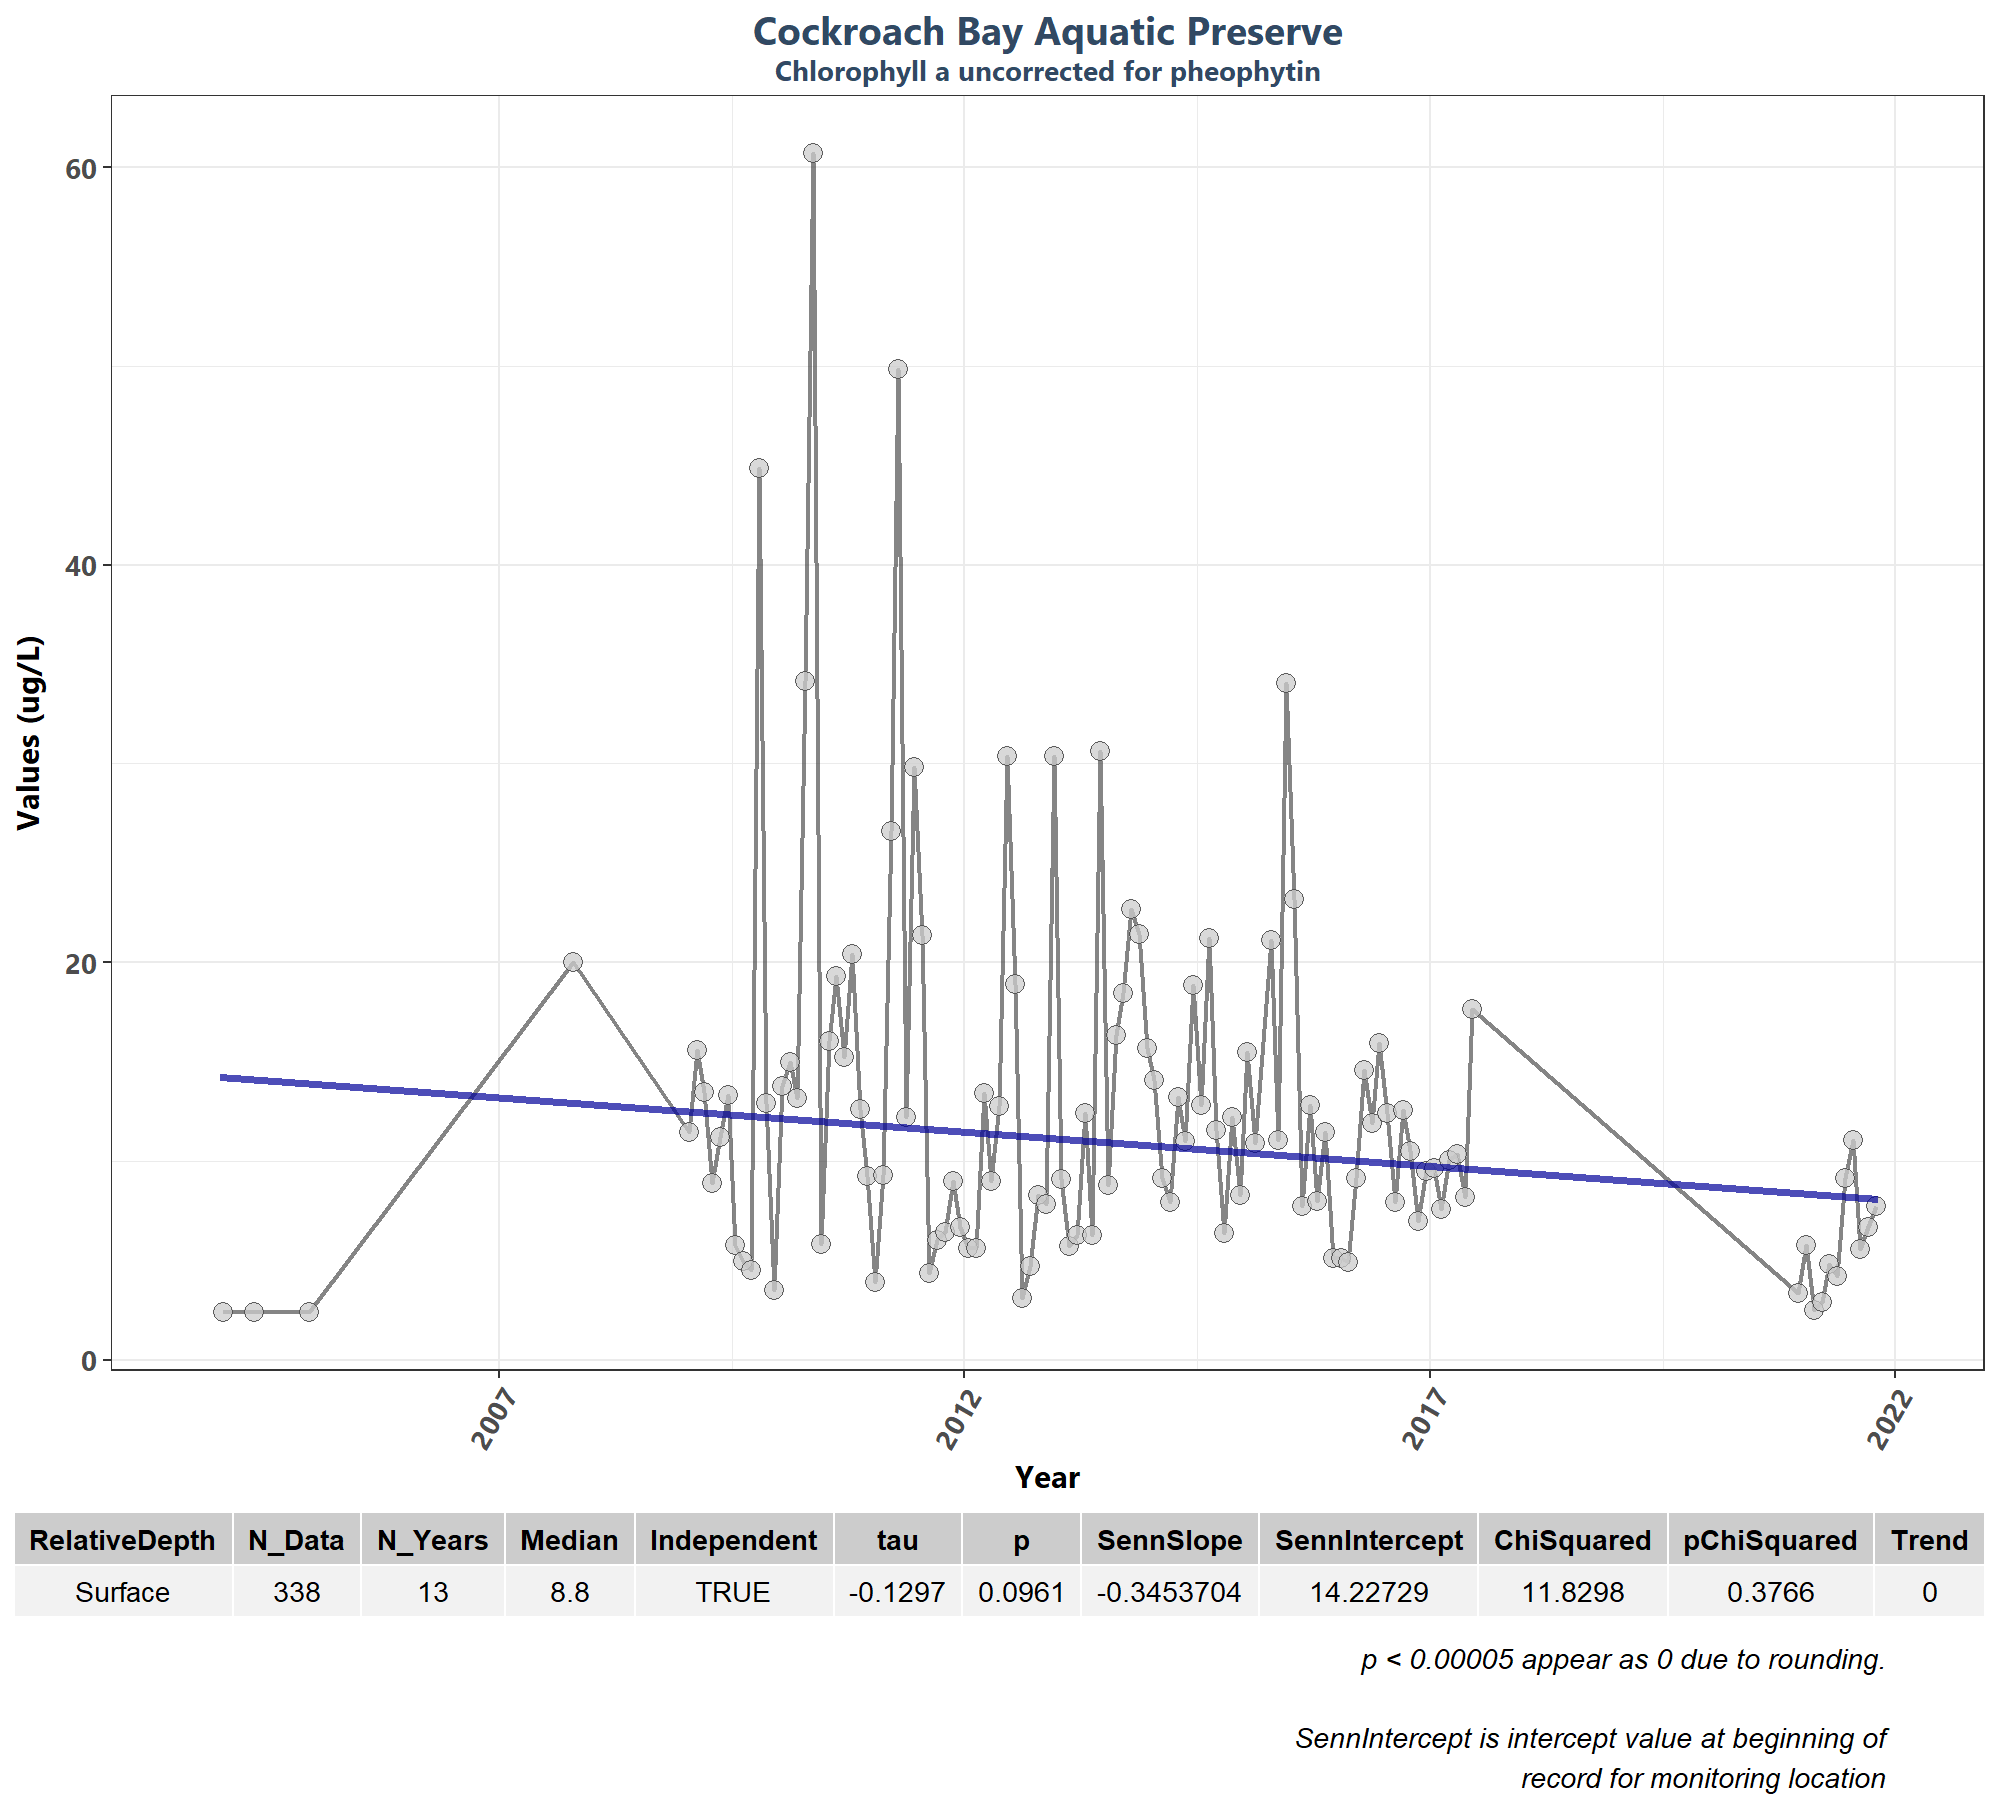 Cockroach Bay Aquatic Preserve
Chlorophyll a uncorrected for pheophytin
Values (ug/L)
60
40
20
0
2007 2012 2017 2022
Year
RelativeDepth N_Data N_Years Median Independent tau p SennSlope SennIntercept ChiSquared pChiSquared Trend
Surface 338 13 8.8 TRUE -0.1297 0.0961 -0.3453704 14.22729 11.8298 0.3766 0
p < 0.00005 appear as 0 due to rounding.
SennIntercept is intercept value at beginning of
record for monitoring location